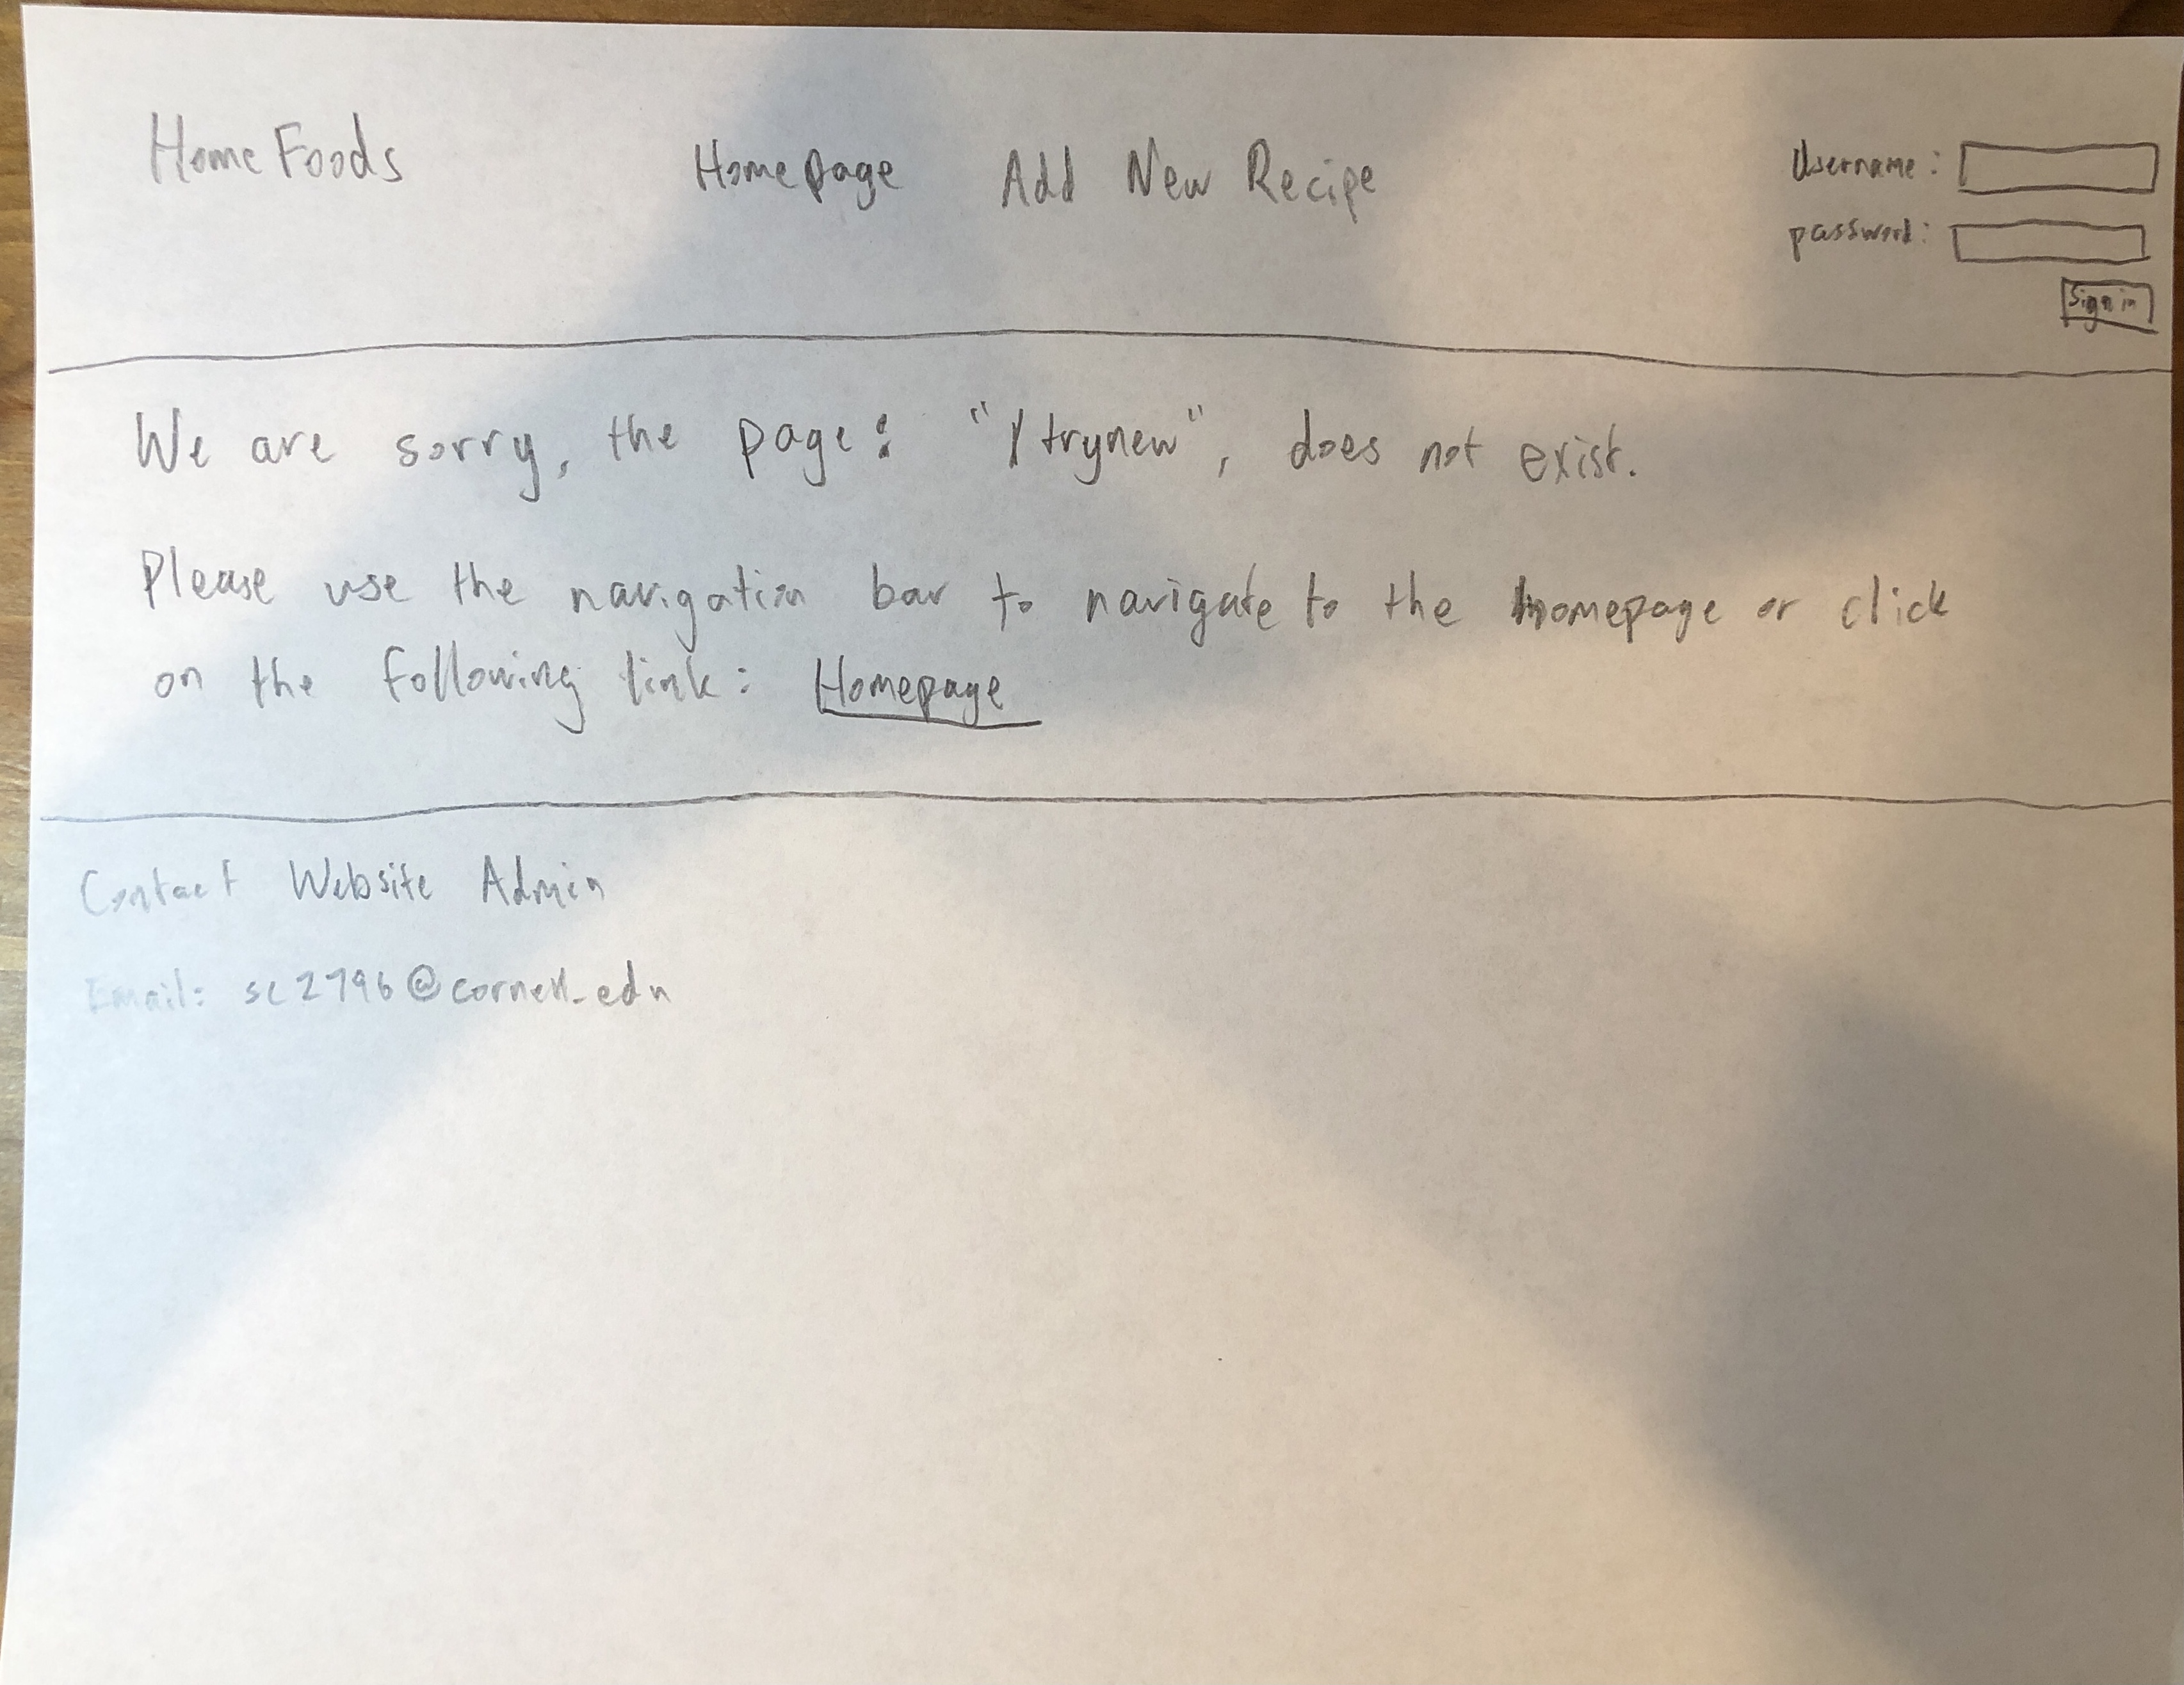 Home Foods Homepage Add New Recipe Username:
password:
Sign in
We are sorry, the page: "/trynew", does not exist.
Please use the navigation bar to navigate to the homepage or click
on the following link: Homepage
Contact Website Admin
Email: sc2796@cornell.edu